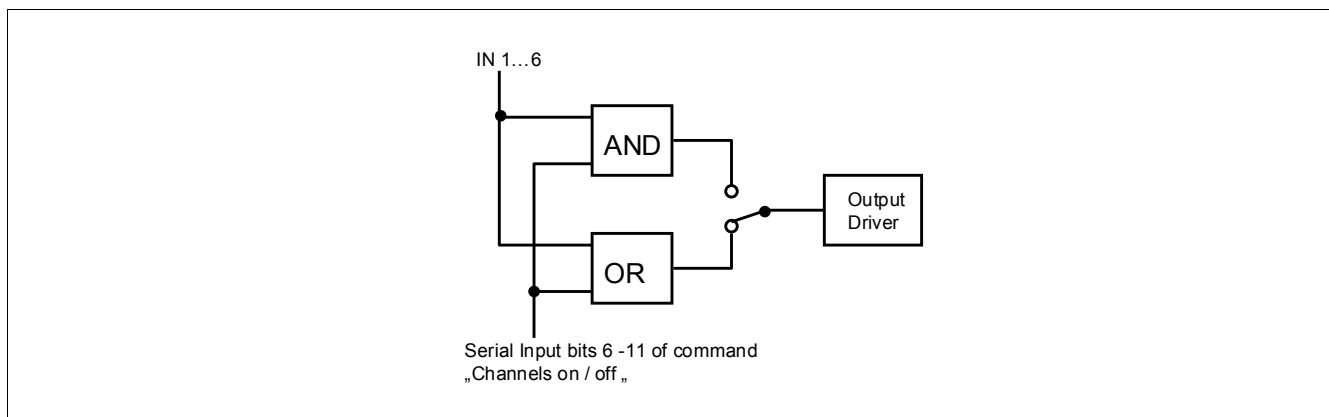 IN 1...6
AND
Output
Driver
OR
Serial Input bits 6 -11 of command
„Channels on / off „